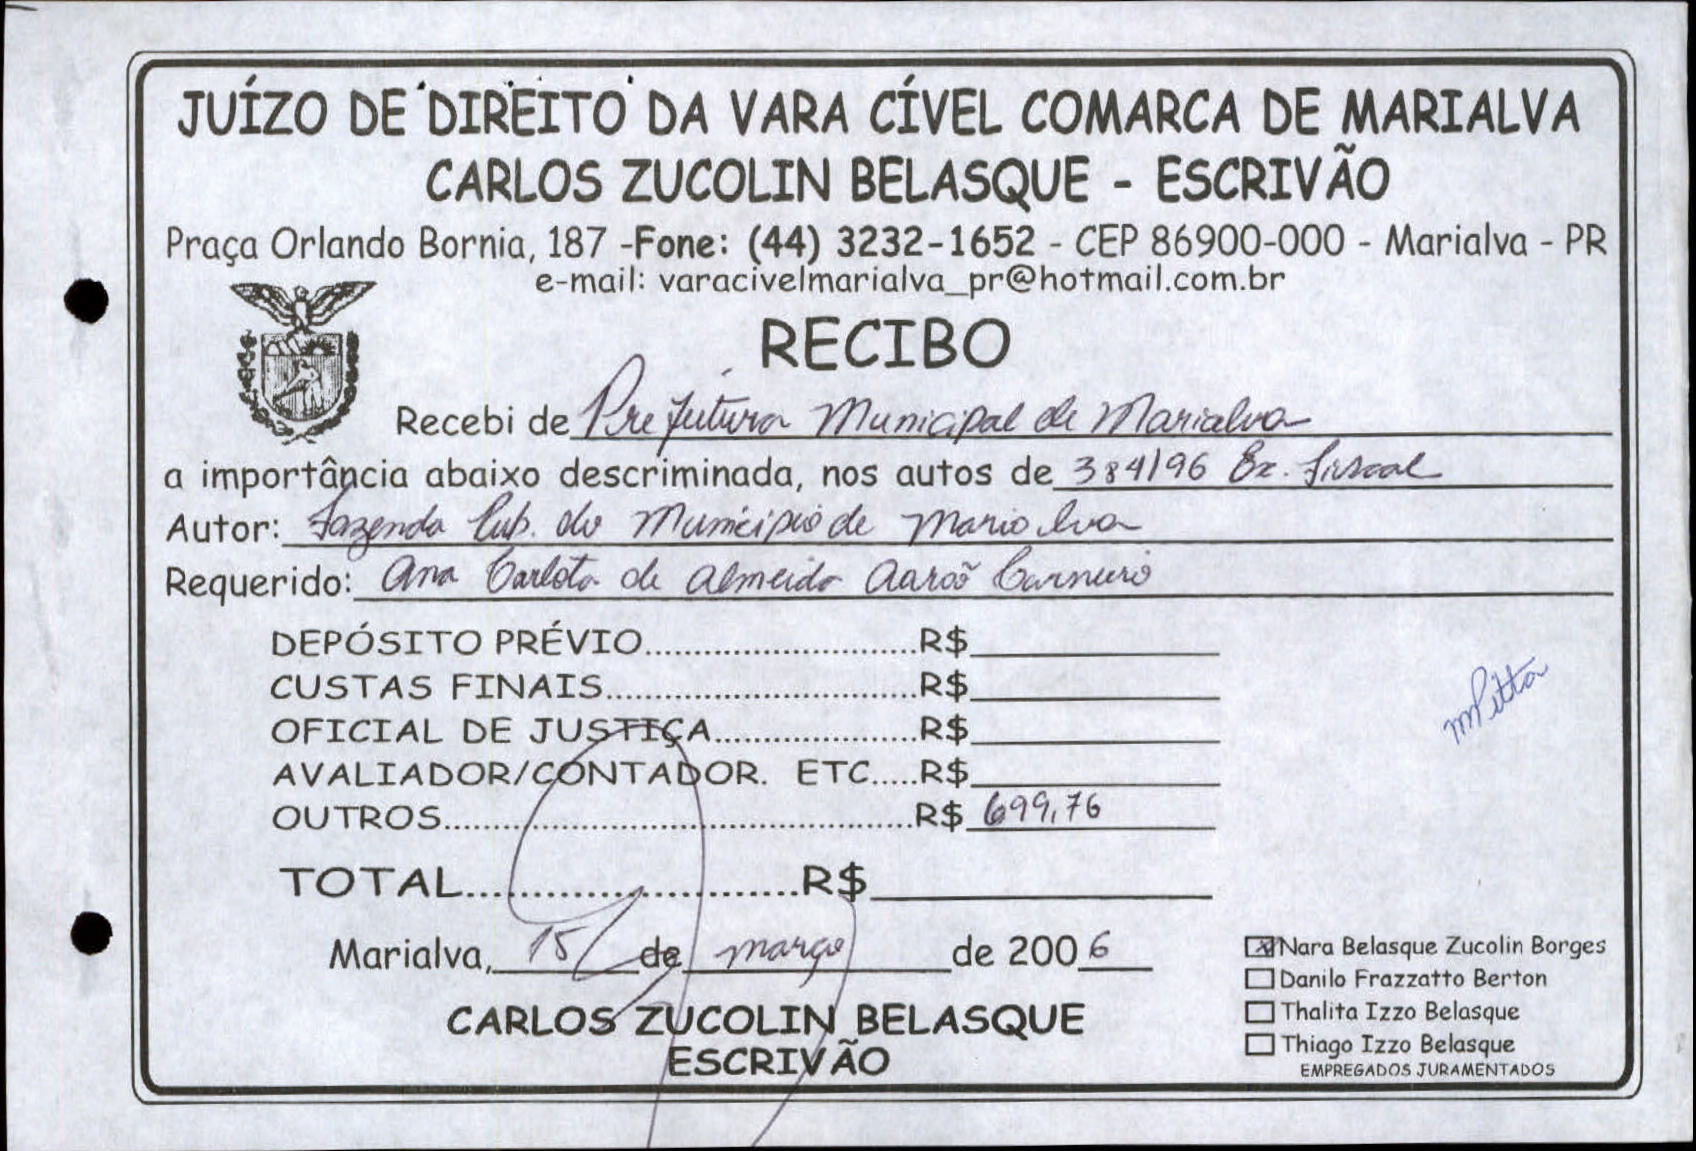 JUÍZO DE DIREITO DA VARA CÍVEL COMARCA DE MARIALVA
CARLOS ZUCOLIN BELASQUE - ESCRIVÃO
Praça Orlando Bornia, 187 -Fone: (44) 3232-1652 - CEP 86900-000 - Marialva - PR
e-mail: varacivelmarialva_pr@hotmail.com.br
RECIBO
Recebi de Prefeitura Municipal de Marialva
a importância abaixo descriminada, nos autos de 384/96 Ex. Fiscal
Autor: Fazenda Pub. do Município de Marialva
Requerido: Ana Carlota de Almeida Aaroã Carneiro
DEPÓSITO PRÉVIO..............................R$
CUSTAS FINAIS..................................R$
OFICIAL DE JUSTIÇA......................R$
AVALIADOR/CONTADOR. ETC.....R$
OUTROS....................................................R$ 699,76
TOTAL..............................R$
Marialva, 15 de março de 2006
mPitta
CARLOS ZUCOLIN BELASQUE
ESCRIVÃO
Nara Belasque Zucolin Borges
Danilo Frazzatto Berton
Thalita Izzo Belasque
Thiago Izzo Belasque
EMPREGADOS JURAMENTADOS